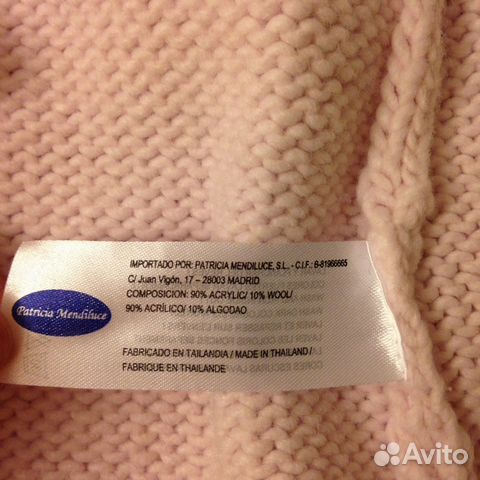 Patricia Mendiluce
IMPORTADO POR: PATRICIA MENDILUCE, S.L. - C.I.F.: B-81966665
C/ Juan Vigón, 17 – 28003 MADRID
COMPOSICION: 90% ACRYLIC/ 10% WOOL/
90% ACRÍLICO/ 10% ALGODAO
FABRICADO EN TAILANDIA / MADE IN THAILAND /
FABRIQUE EN THAILANDE
Avito